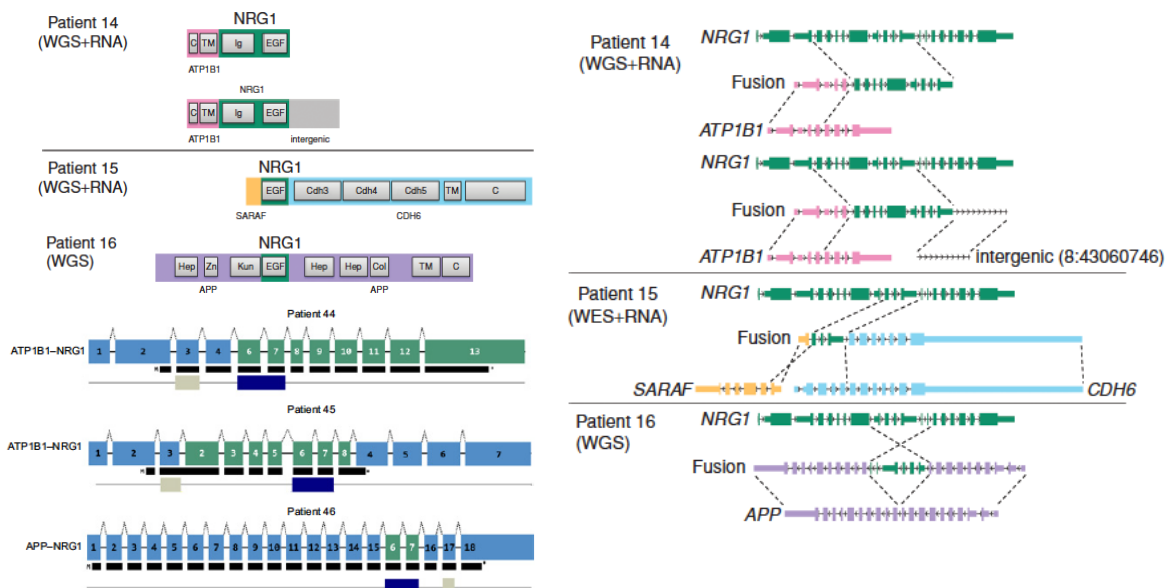 Patient 14
(WGS+RNA)
NRG1
C TM Ig EGF
ATP1B1
NRG1
C TM Ig EGF
ATP1B1 intergenic
Patient 15
(WGS+RNA)
NRG1
EGF Cdh3 Cdh4 Cdh5 TM C
SARAF CDH6
Patient 16
(WGS)
NRG1
Hep Zn Kun EGF Hep Hep Col TM C
APP APP
Patient 44
ATP1B1–NRG1 1 2 3 4 6 7 8 9 10 11 12 13
M *
Patient 45
ATP1B1–NRG1 1 2 3 2 3 4 5 6 7 8 4 5 6 7
M *
Patient 46
APP–NRG1 1 2 3 4 5 6 7 8 9 10 11 12 13 14 15 6 7 16 17 18
M *
Patient 14
(WGS+RNA)
NRG1
Fusion
ATP1B1
NRG1
Fusion
ATP1B1 intergenic (8:43060746)
Patient 15
(WES+RNA)
NRG1
Fusion
SARAF CDH6
Patient 16
(WGS)
NRG1
Fusion
APP